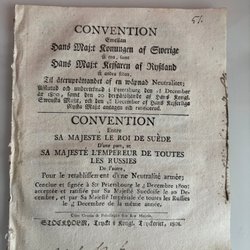 CONVENTION
Emellan
Hans Maj:t Konungen af Swerige
å ena, samt
Hans Maj:t Kejsaren af Ryssland
å andra sidan,
Til återupprättandet af en wäpnad Neutralitet;
Afslutad och undertecknad i Petersburg den 4 December
år 1800, samt den 20 derpåföljande af Hans Kongl.
Swenska Maj:t, och den 4 December af Hans Kejserliga
Ryska Maj:t antagen och ratificerad.
CONVENTION
Entre
SA MAJESTE LE ROI DE SUÈDE
D'une part, et
SA MAJESTÉ L'EMPEREUR DE TOUTES
LES RUSSIES
De l'autre,
Pour le retablissement d'une Neutralité armée;
Conclue et signée à St Pétersbourg le 4 Decembre 1800:
acceptée et ratifiée par Sa Majesté Suedoise le 20 De-
cembre, et par Sa Majesté Impériale de toutes les Russies
le 4 Decembre de la même année.
STOCKHOLM, Tryckt i Kongl. Tryckeriet, 1801.